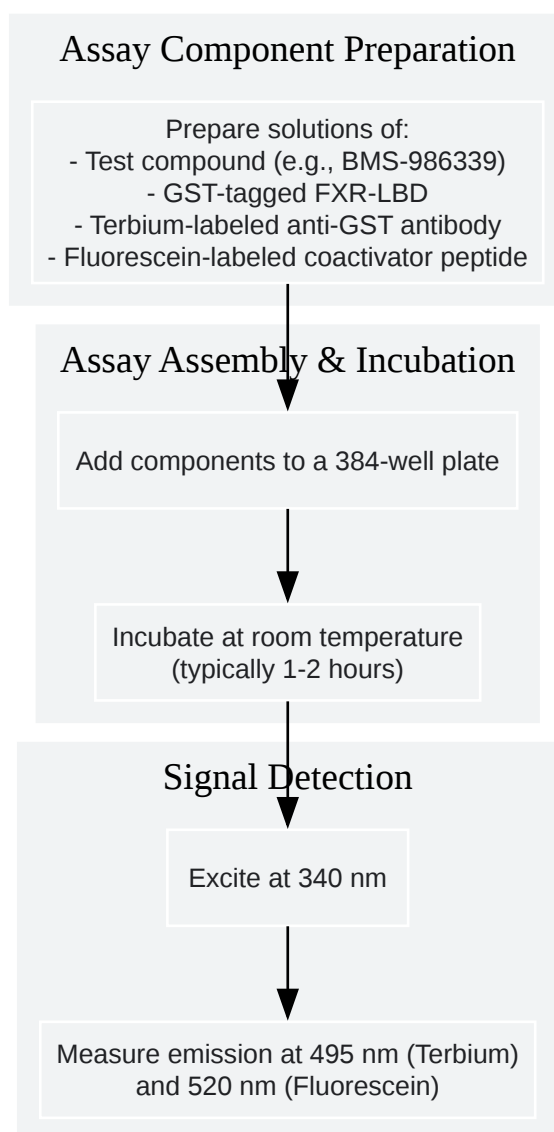 Assay Component Preparation
Prepare solutions of:
- Test compound (e.g., BMS-986339)
- GST-tagged FXR-LBD
- Terbium-labeled anti-GST antibody
- Fluorescein-labeled coactivator peptide
Assay Assembly & Incubation
Add components to a 384-well plate
Incubate at room temperature
(typically 1-2 hours)
Signal Detection
Excite at 340 nm
Measure emission at 495 nm (Terbium)
and 520 nm (Fluorescein)